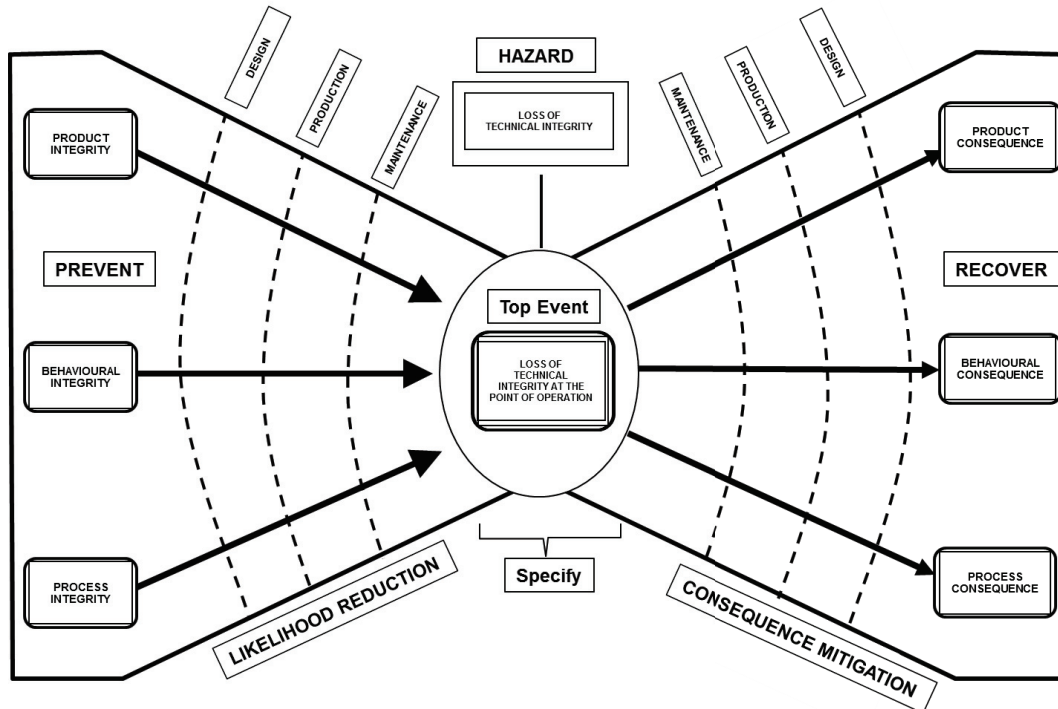 DESIGN
PRODUCTION
MAINTENANCE
HAZARD
LOSS OF
TECHNICAL INTEGRITY
MAINTENANCE
PRODUCTION
DESIGN
PRODUCT
INTEGRITY
PRODUCT
CONSEQUENCE
PREVENT
RECOVER
Top Event
BEHAVIOURAL
INTEGRITY
LOSS OF
TECHNICAL
INTEGRITY AT THE
POINT OF OPERATION
BEHAVIOURAL
CONSEQUENCE
PROCESS
INTEGRITY
Specify
PROCESS
CONSEQUENCE
LIKELIHOOD REDUCTION
CONSEQUENCE MITIGATION